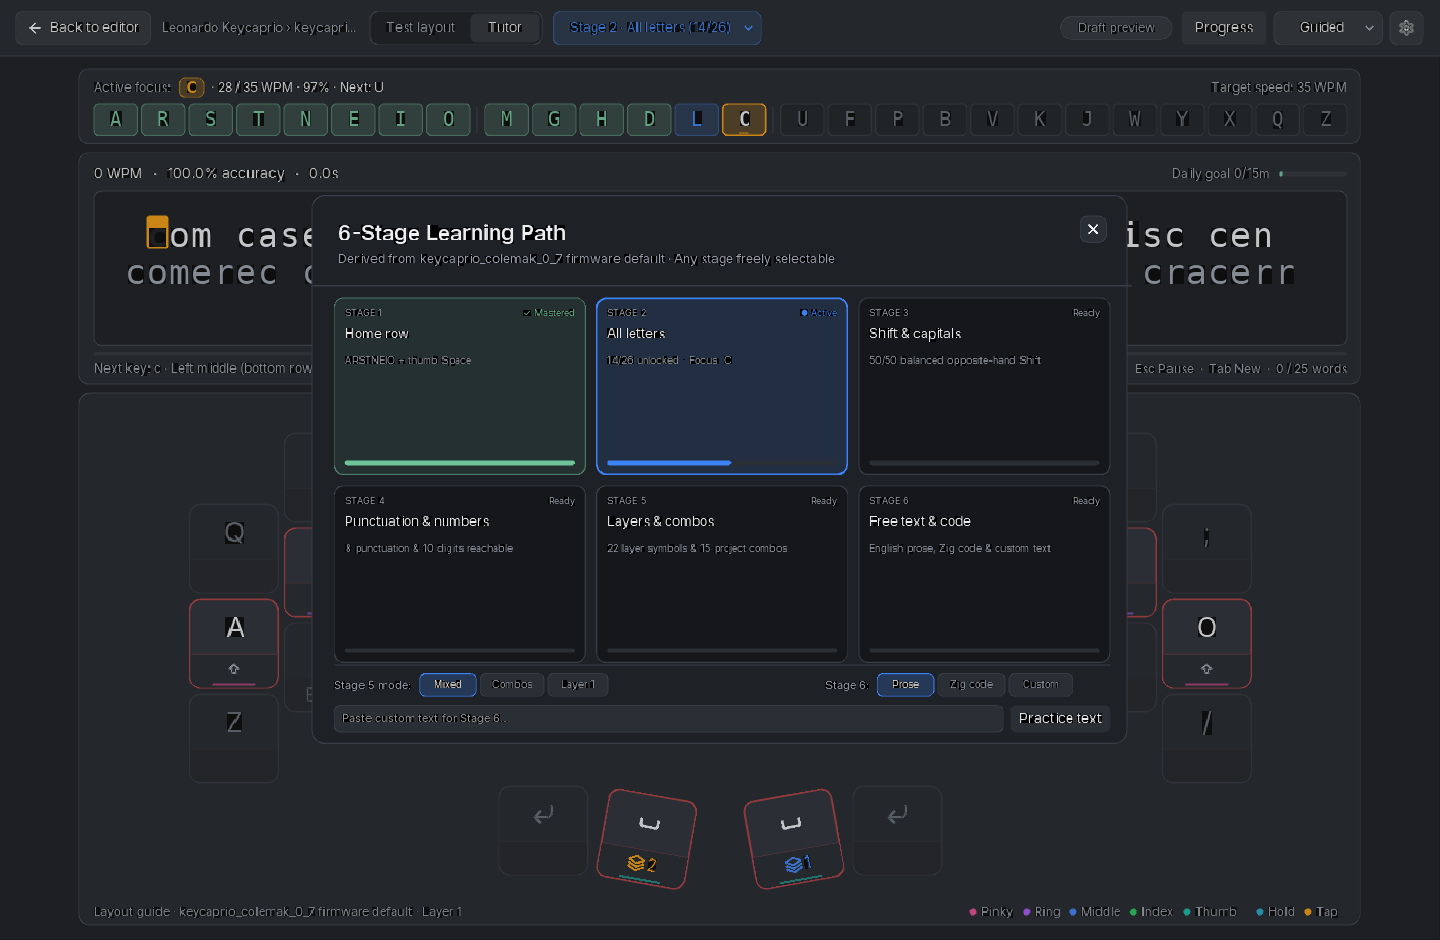 Back to editor
Leonardo Keycaprio › keycapri...
Test layout
Tutor
Stage 2 · All letters (14/26)
Draft preview
Progress
Guided
Active focus: C · 28 / 35 WPM · 97% · Next: U
Target speed: 35 WPM
A R S T N E I O M G H D L C U F P B V K J W Y X Q Z
0 WPM · 100.0% accuracy · 0.0s
Daily goal 0/15m
com case
isc cen
comerec
cracerr
Next key: c · Left middle (bottom row
Esc Pause · Tab New · 0 / 25 words
6-Stage Learning Path
Derived from keycaprio_colemak_0_7 firmware default · Any stage freely selectable
STAGE 1
Mastered
Home row
ARSTNEIO + thumb Space
STAGE 2
Active
All letters
14/26 unlocked · Focus: C
STAGE 3
Ready
Shift & capitals
50/50 balanced opposite-hand Shift
STAGE 4
Ready
Punctuation & numbers
8 punctuation & 10 digits reachable
STAGE 5
Ready
Layers & combos
22 layer symbols & 15 project combos
STAGE 6
Ready
Free text & code
English prose, Zig code & custom text
Stage 5 mode:
Mixed
Combos
Layer 1
Stage 6:
Prose
Zig code
Custom
Paste custom text for Stage 6...
Practice text
Q
;
A
O
Z
/
2
1
Layout guide · keycaprio_colemak_0_7 firmware default · Layer 1
Pinky
Ring
Middle
Index
Thumb
Hold
Tap